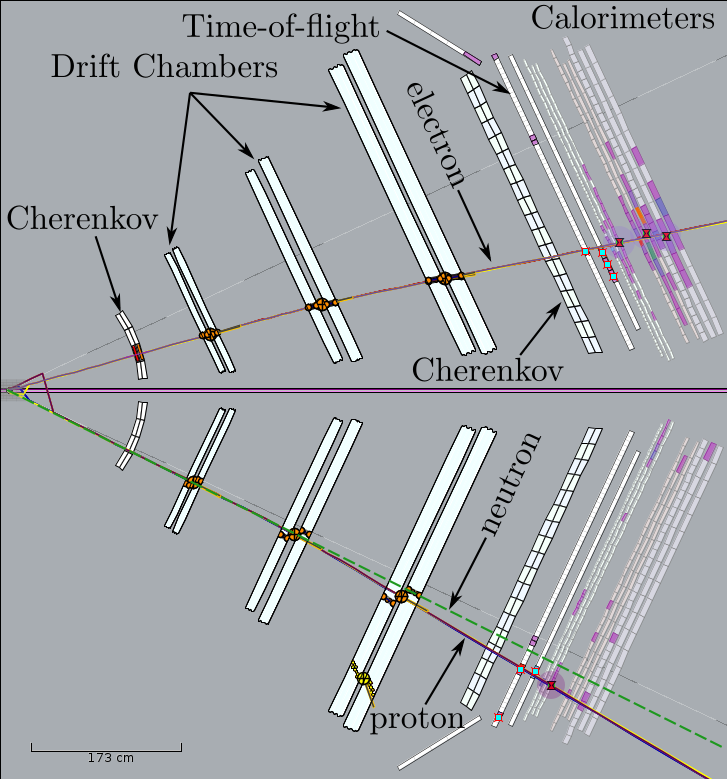 Time-of-flight
Calorimeters
Drift Chambers
electron
Cherenkov
Cherenkov
neutron
proton
173 cm